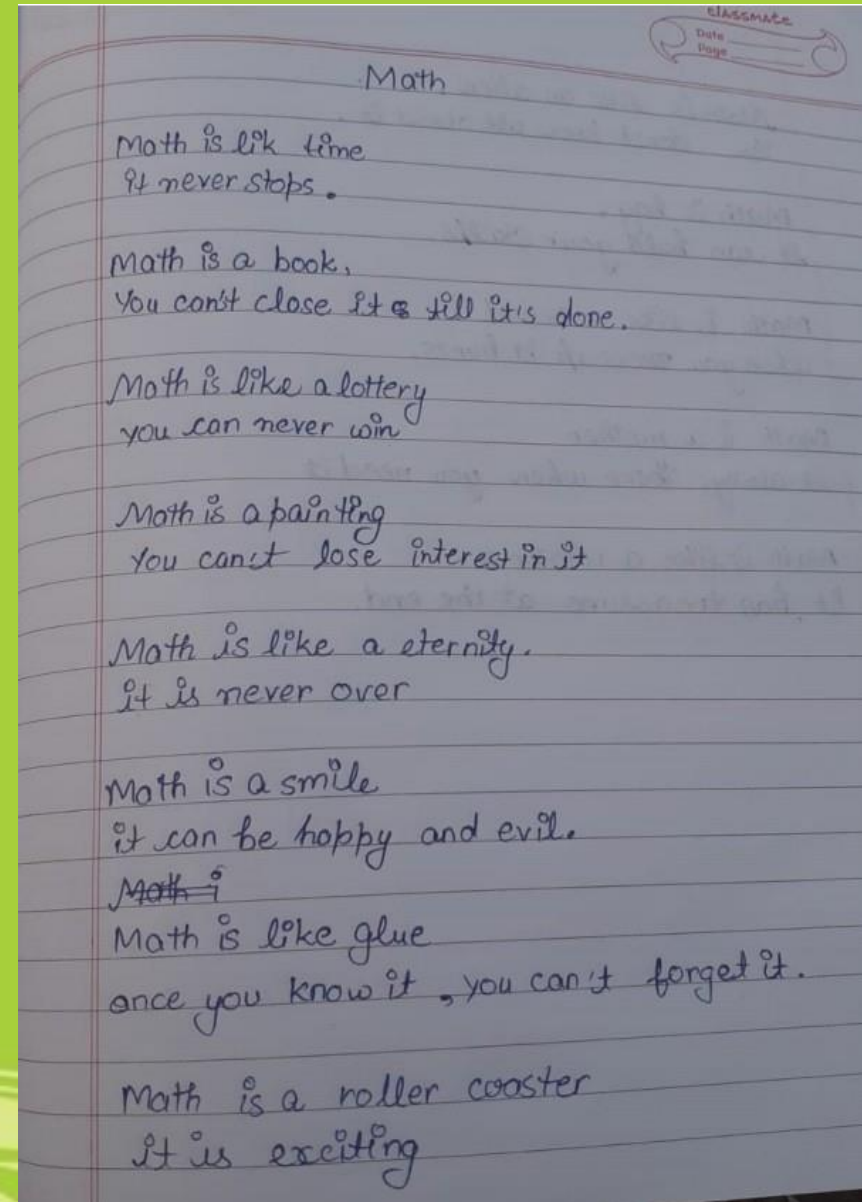 classmate
Date
Page
Math
Math is lik time
it never stops.
Math is a book,
You can't close it till it's done.
Math is like a lottery
you can never win
Math is a painting
You can't lose interest in it
Math is like a eternity.
it is never over
Math is a smile
it can be happy and evil.
Math i
Math is like glue
once you know it, you can't forget it.
Math is a roller coaster
it is exciting